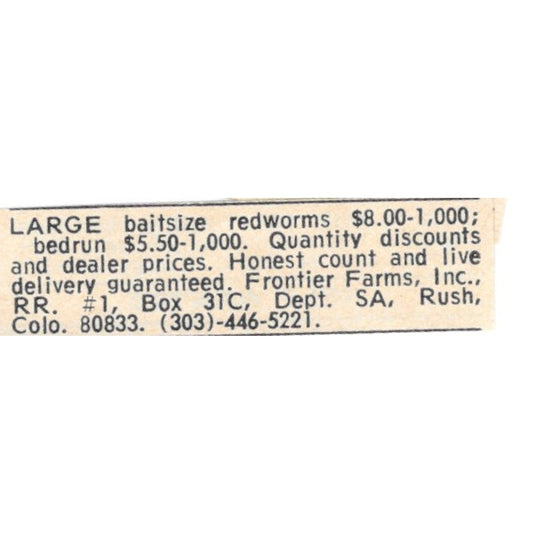 LARGE baitsize redworms $8.00-1,000;
bedrun $5.50-1,000. Quantity discounts
and dealer prices. Honest count and live
delivery guaranteed. Frontier Farms, Inc.,
RR. #1, Box 31C, Dept. SA, Rush,
Colo. 80833. (303)-446-5221.